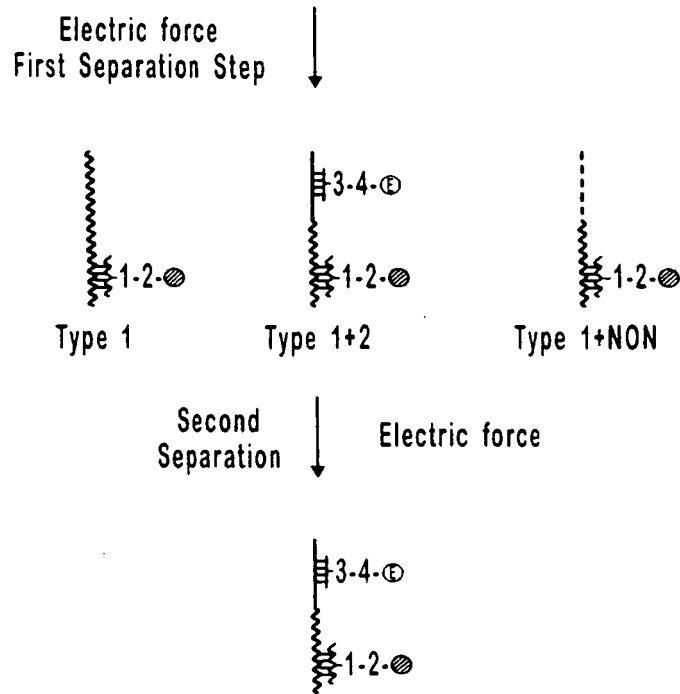 Electric force
First Separation Step
3-4-Ⓔ
1-2-
1-2-
1-2-
Type 1
Type 1+2
Type 1+NON
Second
Separation
Electric force
3-4-Ⓔ
1-2-